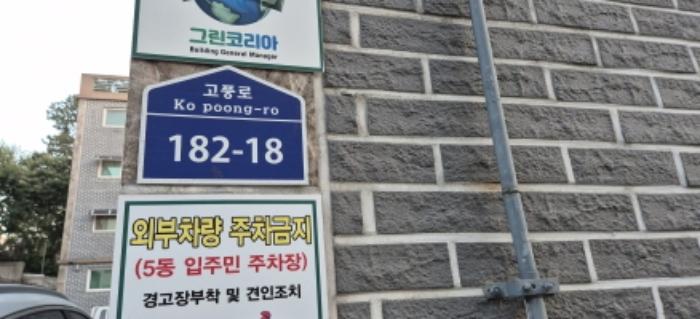 그린코리아
Building General Manager
고풍로
Ko poong-ro
182-18
외부차량 주차금지
(5동 입주민 주차장)
경고장부착 및 견인조치